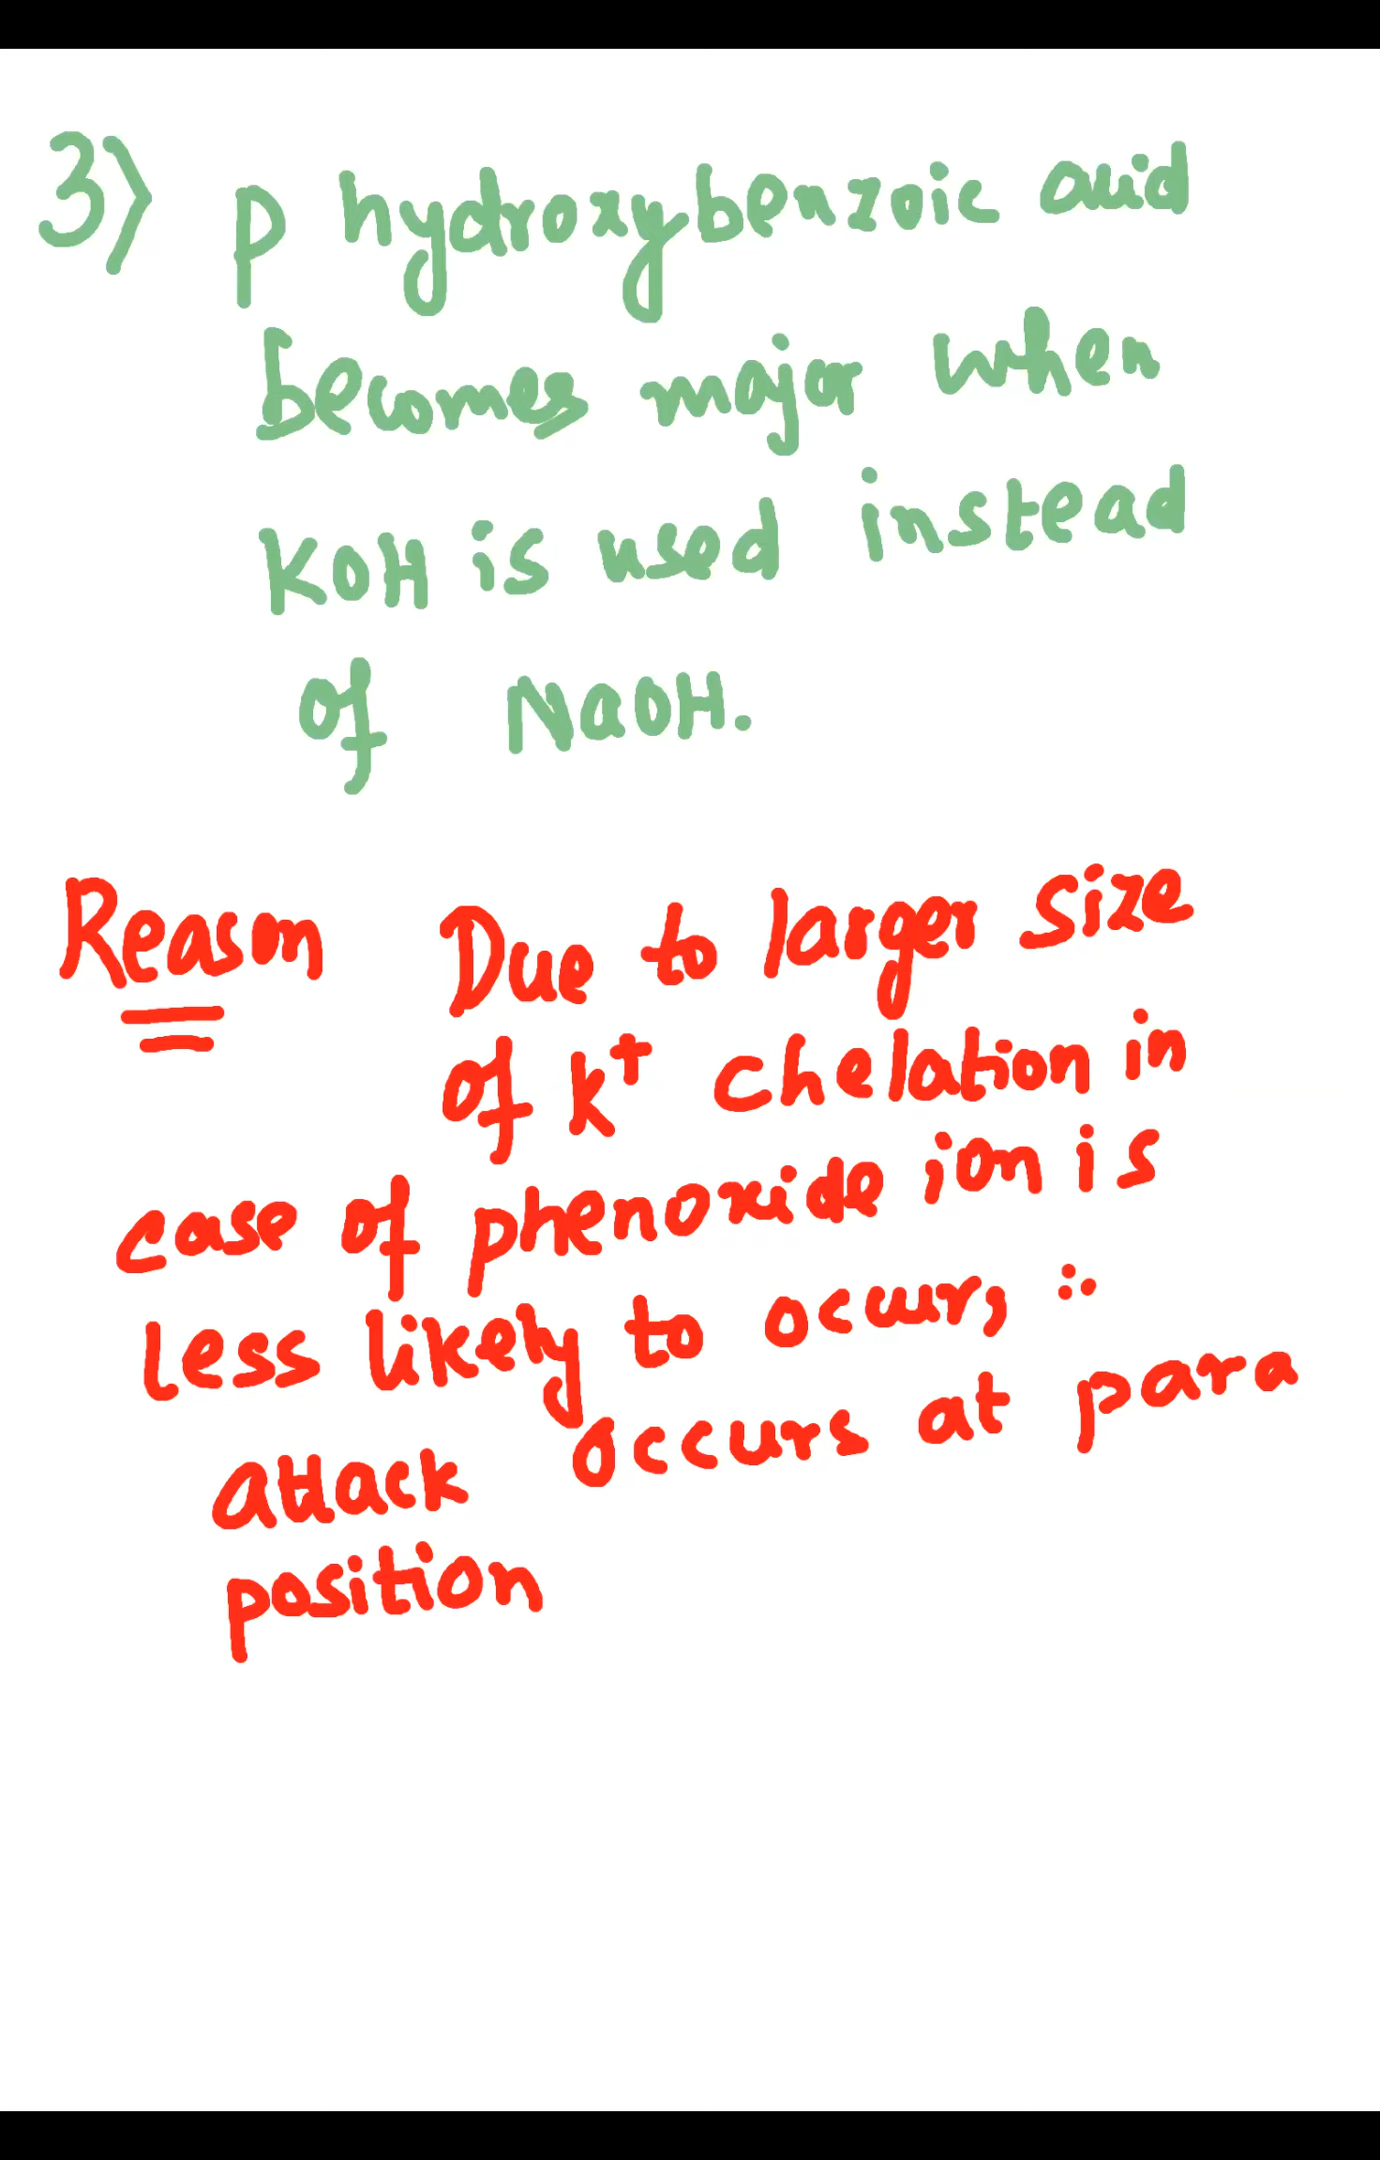 3) p hydroxybenzoic acid
becomes major when
KOH is used instead
of NaOH.
Reason Due to larger size
of K+ chelation in
case of phenoxide ion is
less likely to occur, ∴
attack occurs at para
position